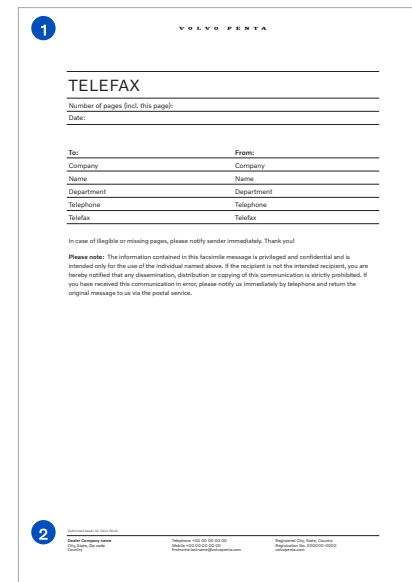 1
VOLVO PENTA
TELEFAX
Number of pages (incl. this page):
Date:
To: From:
Company Company
Name Name
Department Department
Telephone Telephone
Telefax Telefax
In case of illegible or missing pages, please notify sender immediately. Thank you!
Please note: The information contained in this facsimile message is privileged and confidential and is
intended only for the use of the individual named above. If the recipient is not the intended recipient, you are
hereby notified that any dissemination, distribution or copying of this communication is strictly prohibited. If
you have received this communication in error, please notify us immediately by telephone and return the
original message to us via the postal service.
2
Authorized dealer for Volvo Penta
Dealer Company name Telephone +00 00 00 00 00 Registered City, State, Country
City, State, Zip code Mobile +00 00 00 00 00 Registration No. 000000-0000
Country firstname.lastname@volvopenta.com volvopenta.com